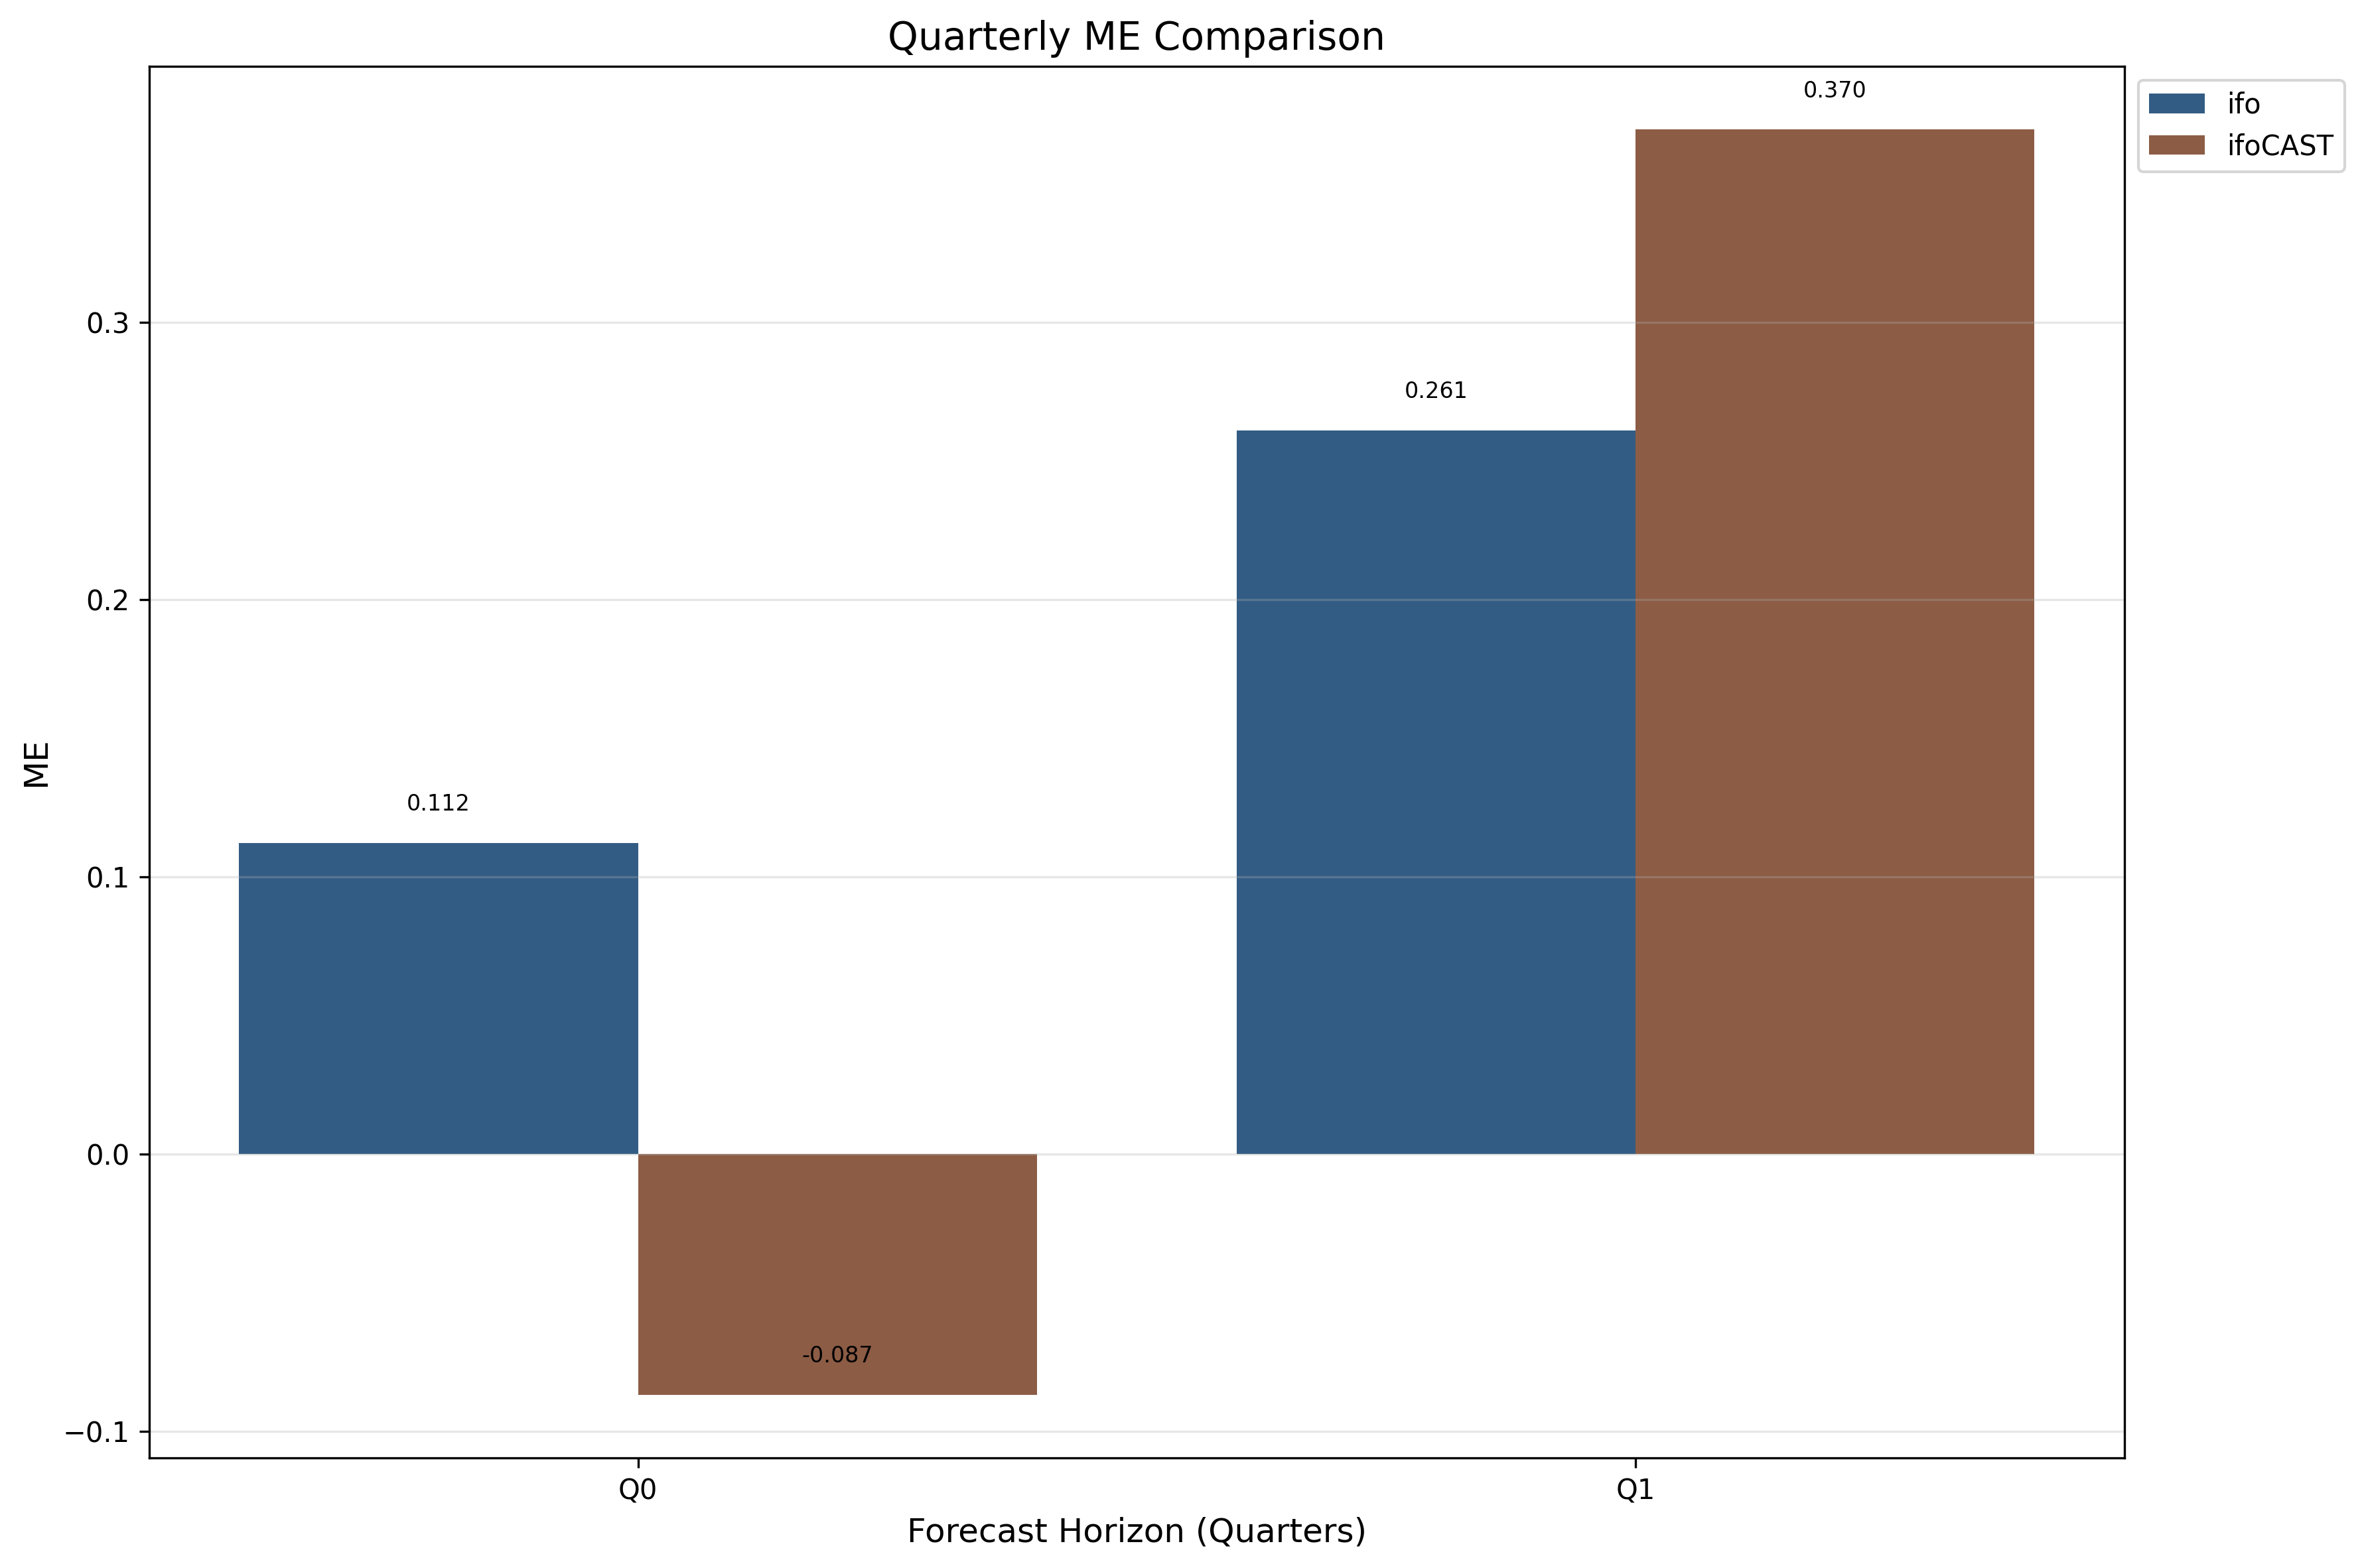 Quarterly ME Comparison
ifo
ifoCAST
ME
0.3
0.2
0.1
0.0
−0.1
0.112
-0.087
0.261
0.370
Q0
Q1
Forecast Horizon (Quarters)